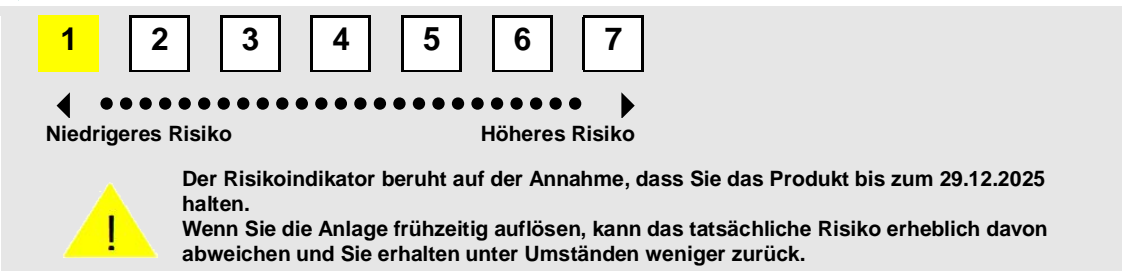 1 2 3 4 5 6 7
Niedrigeres Risiko Höheres Risiko
Der Risikoindikator beruht auf der Annahme, dass Sie das Produkt bis zum 29.12.2025
halten.
Wenn Sie die Anlage frühzeitig auflösen, kann das tatsächliche Risiko erheblich davon
abweichen und Sie erhalten unter Umständen weniger zurück.
!